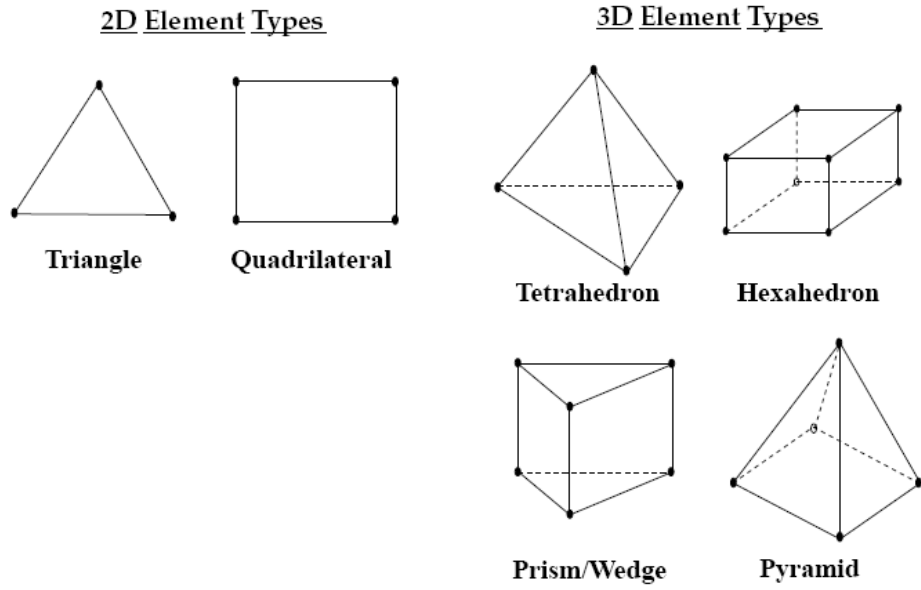 2D Element Types
3D Element Types
Triangle
Quadrilateral
Tetrahedron
Hexahedron
Prism/Wedge
Pyramid